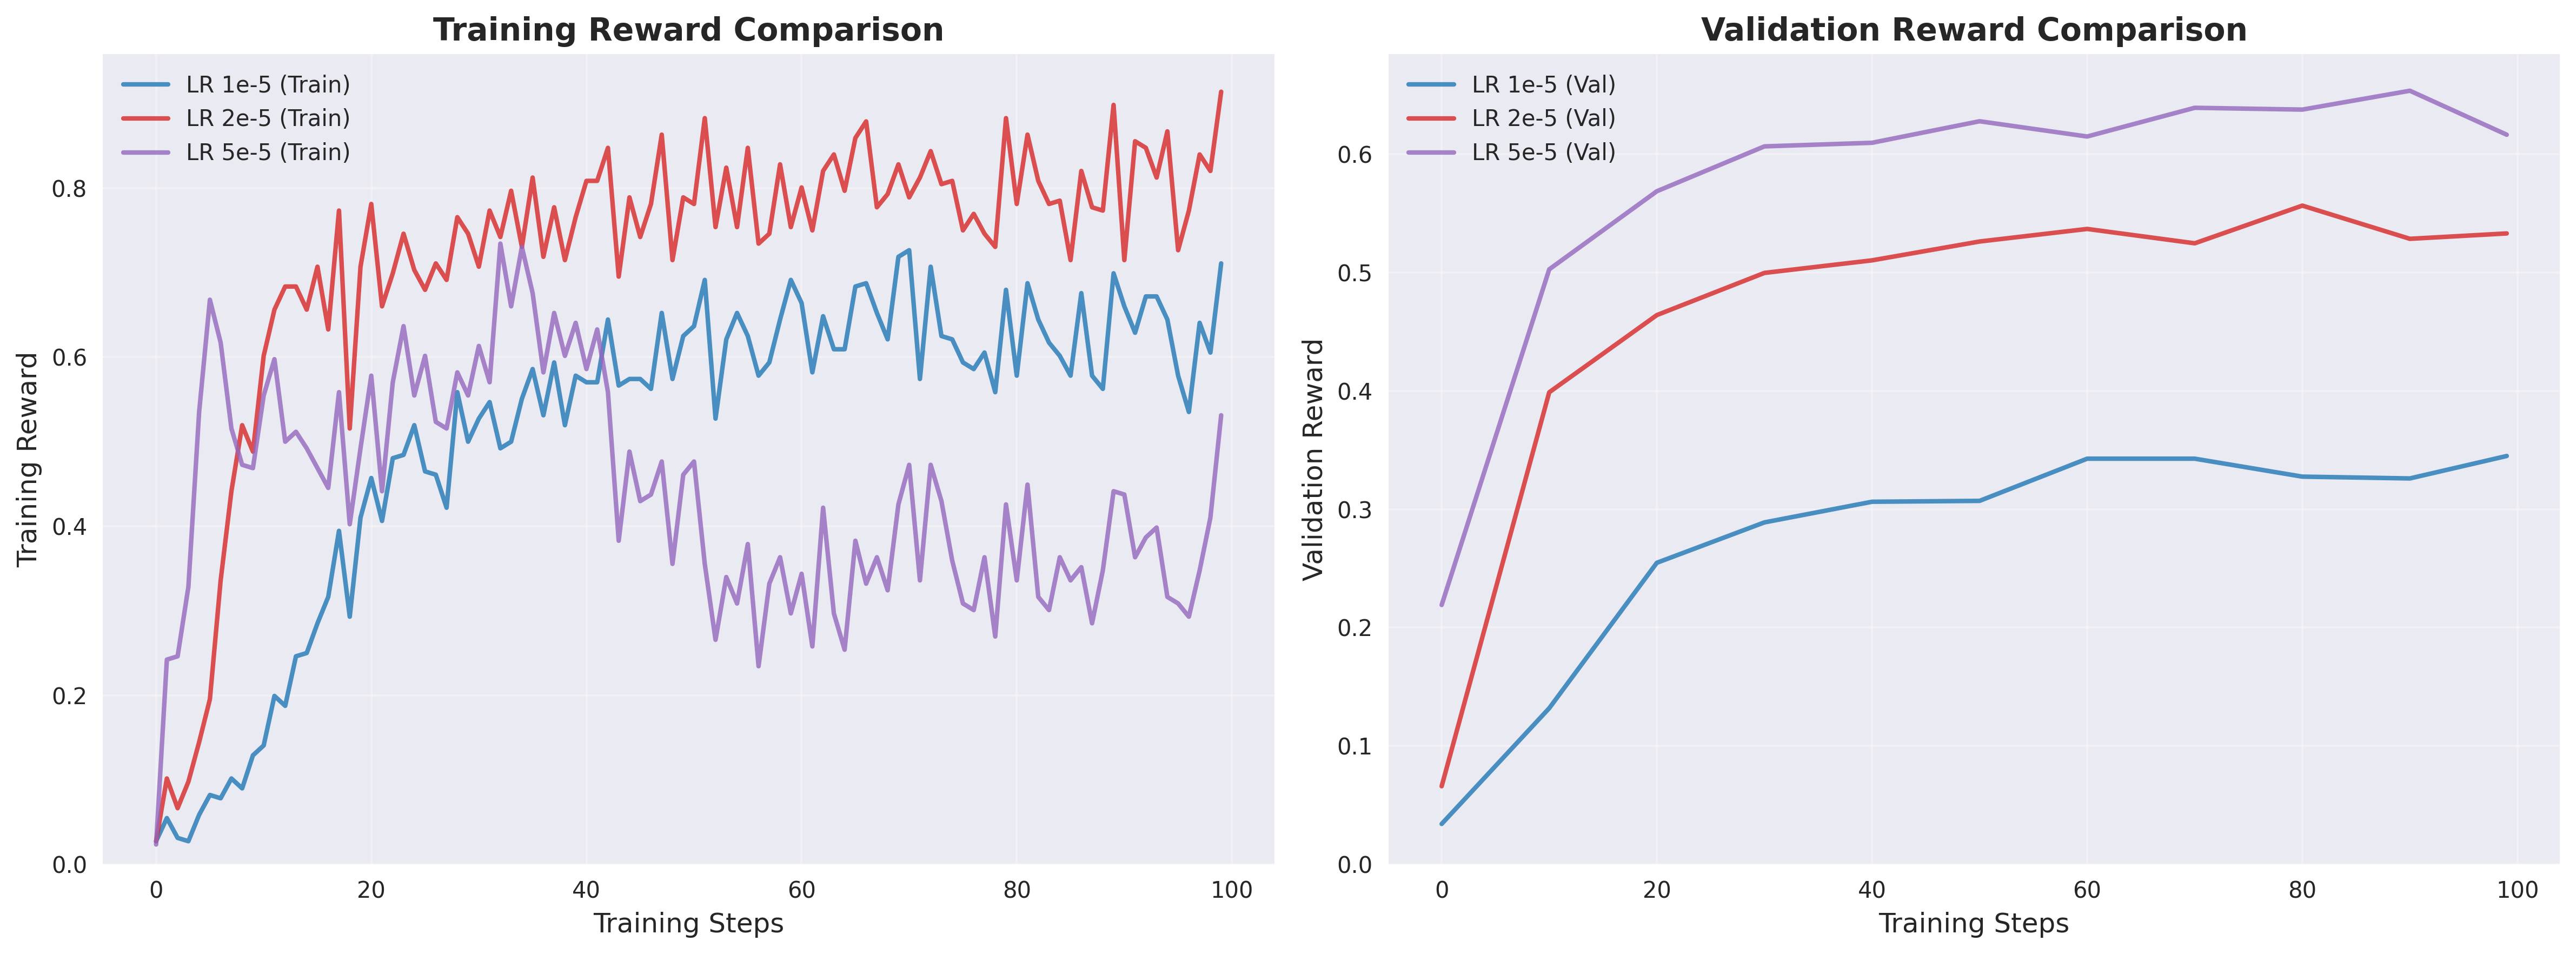 Training Reward Comparison
LR 1e-5 (Train)
LR 2e-5 (Train)
LR 5e-5 (Train)
Training Reward
0.8
0.6
0.4
0.2
0.0
0 20 40 60 80 100
Training Steps
Validation Reward Comparison
LR 1e-5 (Val)
LR 2e-5 (Val)
LR 5e-5 (Val)
Validation Reward
0.6
0.5
0.4
0.3
0.2
0.1
0.0
0 20 40 60 80 100
Training Steps